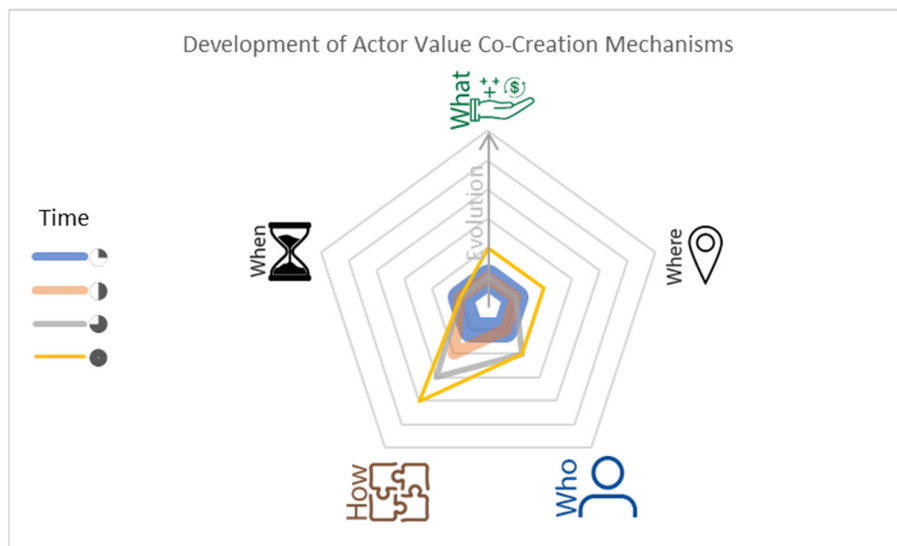 Development of Actor Value Co-Creation Mechanisms
What
++
+
$
Evolution
Time
When
Where
How
Who